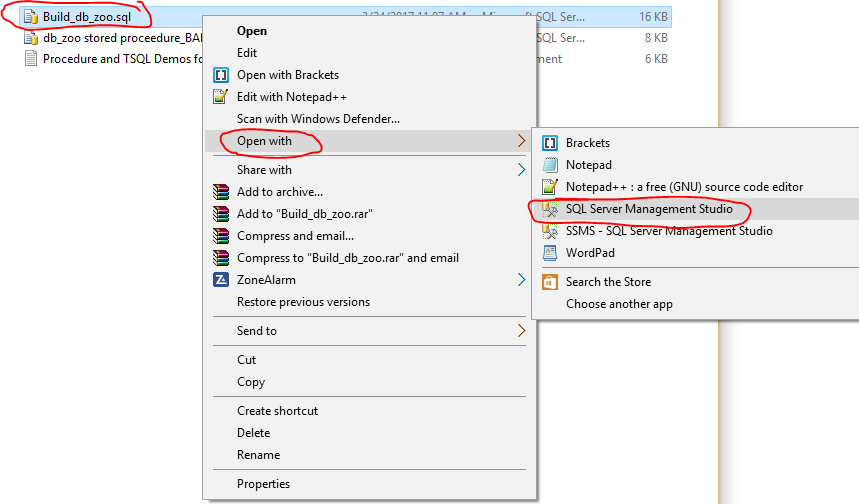 Build_db_zoo.sql
SQL Ser...
16 KB
db_zoo stored proceedure_BA
SQL Ser...
8 KB
Procedure and TSQL Demos fo
ment
6 KB
Open
Edit
Open with Brackets
Edit with Notepad++
Scan with Windows Defender...
Open with
Share with
Add to archive...
Add to "Build_db_zoo.rar"
Compress and email...
Compress to "Build_db_zoo.rar" and email
ZoneAlarm
Restore previous versions
Send to
Cut
Copy
Create shortcut
Delete
Rename
Properties
Brackets
Notepad
Notepad++ : a free (GNU) source code editor
SQL Server Management Studio
SSMS - SQL Server Management Studio
WordPad
Search the Store
Choose another app